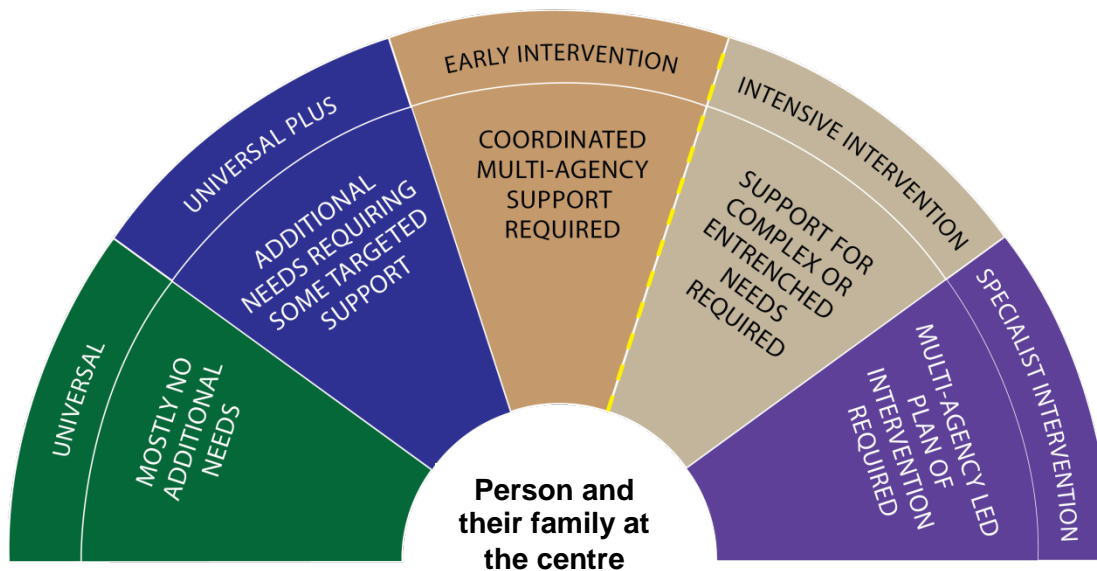 UNIVERSAL
MOSTLY NO
ADDITIONAL
NEEDS
UNIVERSAL PLUS
ADDITIONAL
NEEDS REQUIRING
SOME TARGETED
SUPPORT
EARLY INTERVENTION
COORDINATED
MULTI-AGENCY
SUPPORT
REQUIRED
INTENSIVE INTERVENTION
SUPPORT FOR
COMPLEX OR
ENTRENCHED
NEEDS
REQUIRED
SPECIALIST INTERVENTION
MULTI-AGENCY LED
PLAN OF
INTERVENTION
REQUIRED
Person and
their family at
the centre